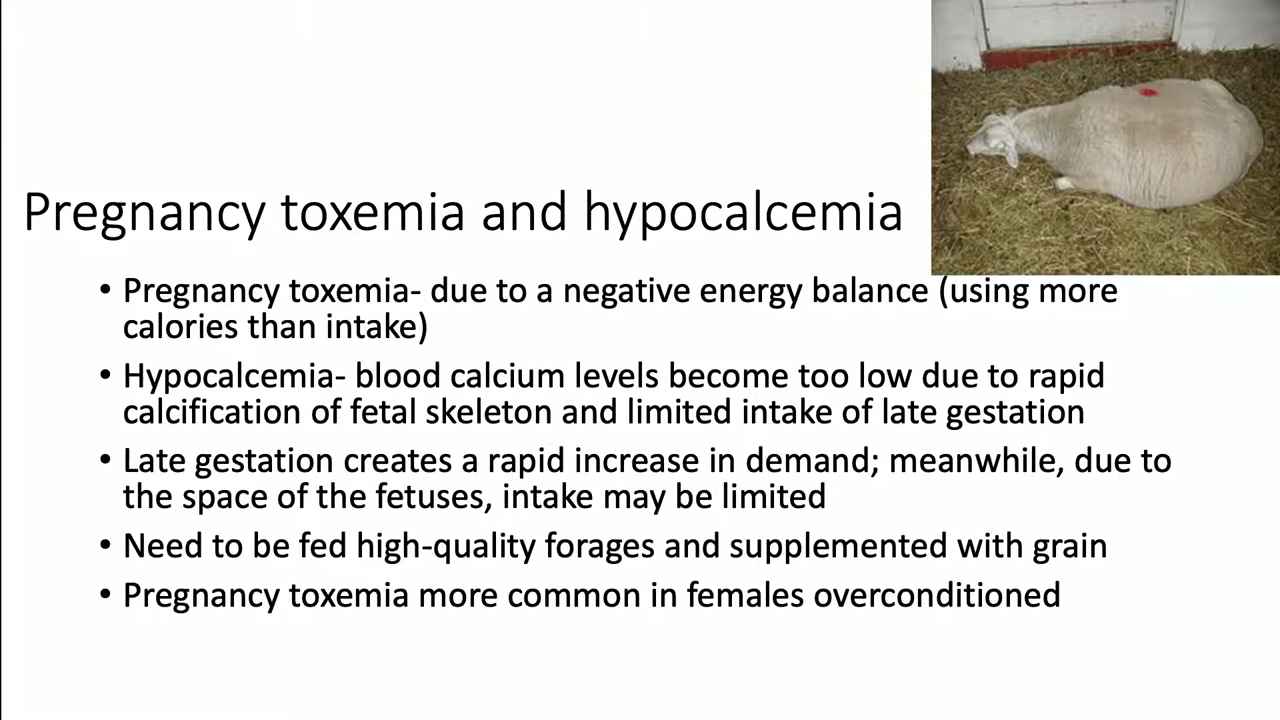 Pregnancy toxemia and hypocalcemia
• Pregnancy toxemia- due to a negative energy balance (using more
calories than intake)
• Hypocalcemia- blood calcium levels become too low due to rapid
calcification of fetal skeleton and limited intake of late gestation
• Late gestation creates a rapid increase in demand; meanwhile, due to
the space of the fetuses, intake may be limited
• Need to be fed high-quality forages and supplemented with grain
• Pregnancy toxemia more common in females overconditioned